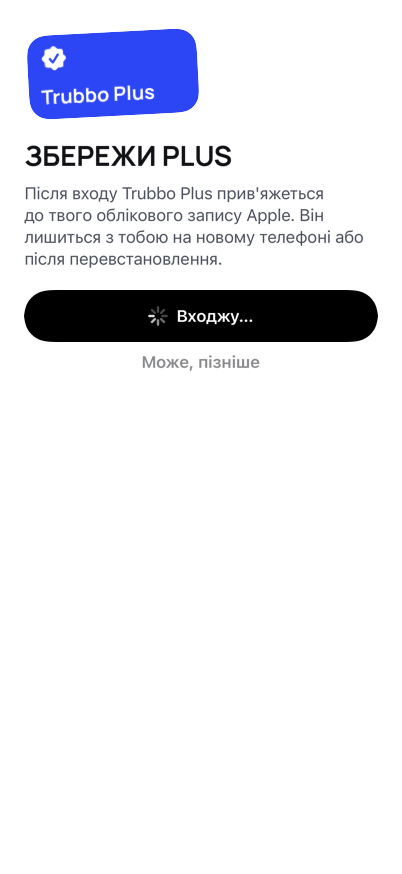 Trubbo Plus
ЗБЕРЕЖИ PLUS
Після входу Trubbo Plus прив'яжеться
до твого облікового запису Apple. Він
лишиться з тобою на новому телефоні або
після перевстановлення.
Входжу...
Може, пізніше